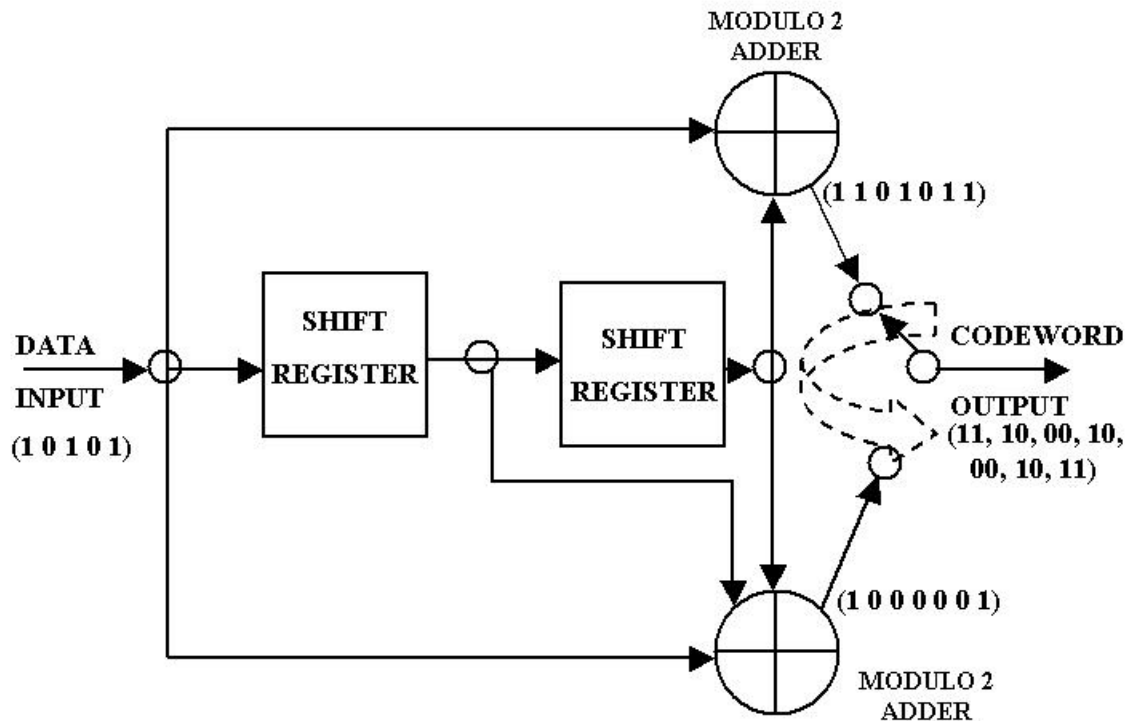 MODULO 2
ADDER
(1 1 0 1 0 1 1)
SHIFT
REGISTER
SHIFT
REGISTER
DATA
INPUT
(1 0 1 0 1)
CODEWORD
OUTPUT
(11, 10, 00, 10,
00, 10, 11)
(1 0 0 0 0 0 1)
MODULO 2
ADDER